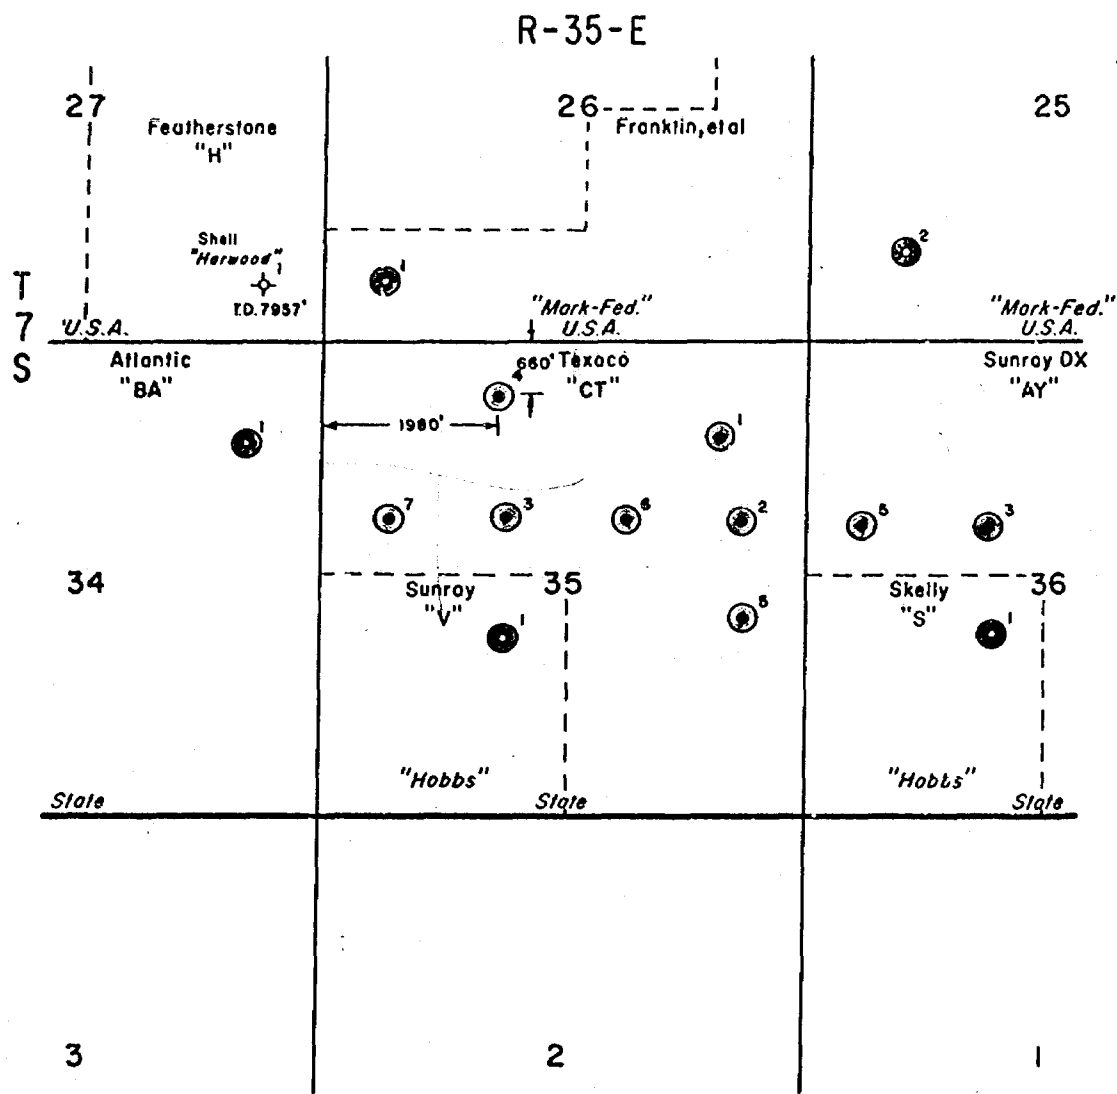 R-35-E
27
26
25
Featherstone
"H"
Franklin, et al
Shell
"Harwood"
1
T.D. 7957'
1
2
T
7
S
U.S.A.
"Mark-Fed."
U.S.A.
"Mark-Fed."
U.S.A.
Atlantic
"BA"
660'
Texaco
"CT"
Sunray DX
"AY"
4
1980'
1
1
7
3
6
2
5
3
34
Sunray
"V"
35
Skelly
"S"
36
1
5
1
"Hobbs"
"Hobbs"
State
State
State
3
2
1